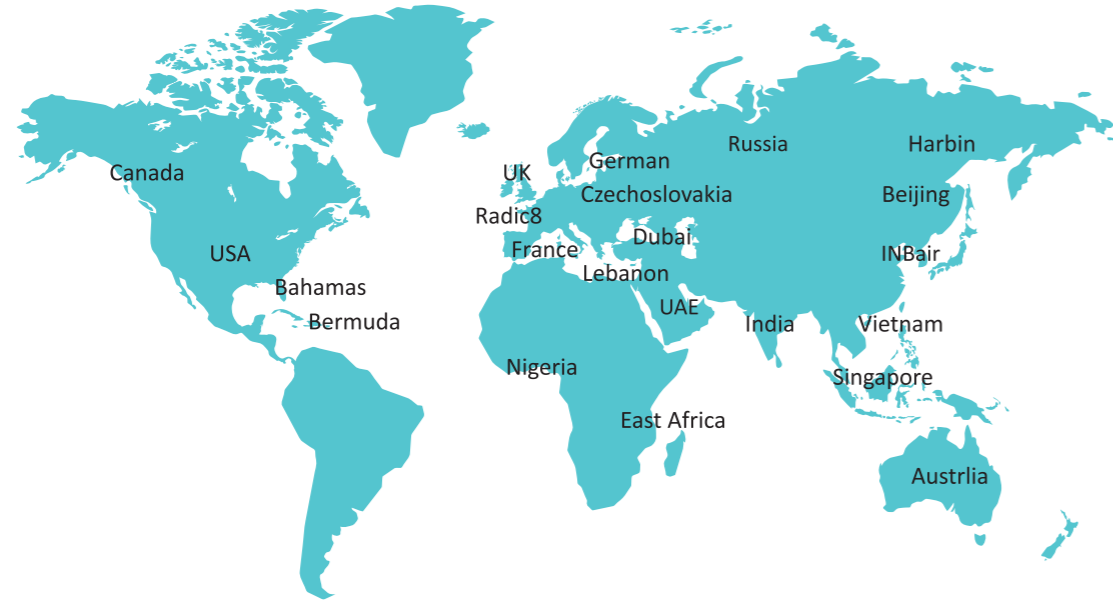 Russia
Harbin
German
Canada
UK
Czechoslovakia
Beijing
Radic8
Dubai
France
USA
INBair
Lebanon
Bahamas
UAE
Bermuda
India
Vietnam
Nigeria
Singapore
East Africa
Austrlia